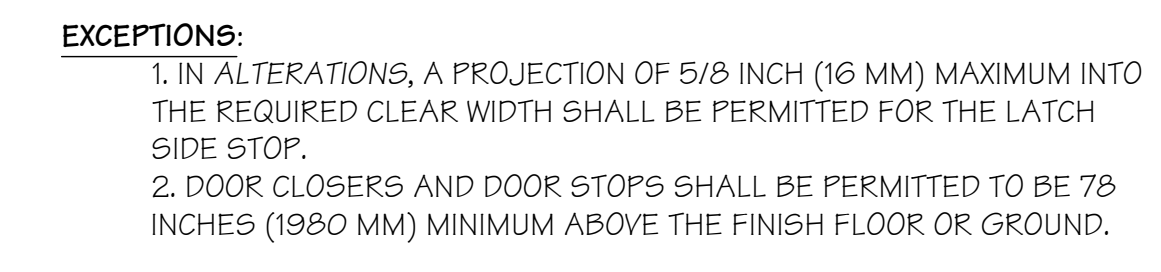 EXCEPTIONS:
1. IN ALTERATIONS, A PROJECTION OF 5/8 INCH (16 MM) MAXIMUM INTO
THE REQUIRED CLEAR WIDTH SHALL BE PERMITTED FOR THE LATCH
SIDE STOP.
2. DOOR CLOSERS AND DOOR STOPS SHALL BE PERMITTED TO BE 78
INCHES (1980 MM) MINIMUM ABOVE THE FINISH FLOOR OR GROUND.